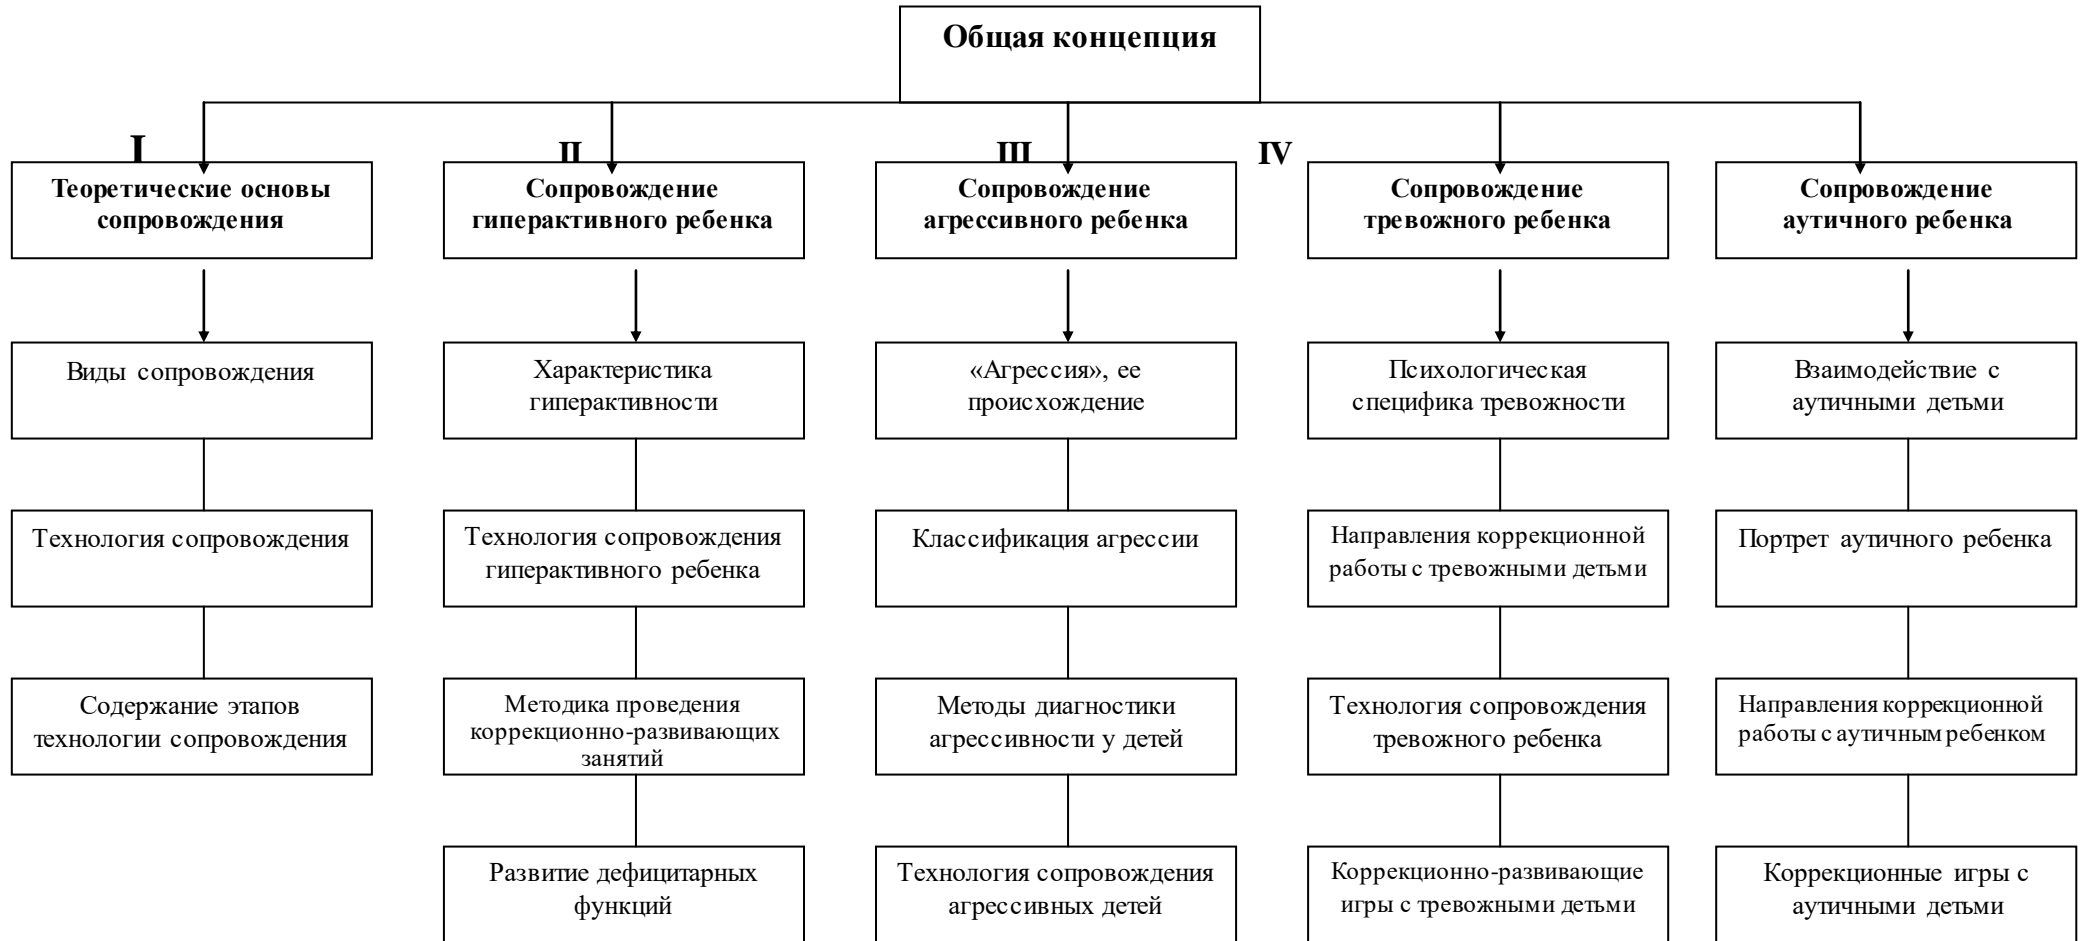 Общая концепция
I
II
III
IV
Теоретические основы
сопровождения
Сопровождение
гиперактивного ребенка
Сопровождение
агрессивного ребенка
Сопровождение
тревожного ребенка
Сопровождение
аутичного ребенка
Виды сопровождения
Характеристика
гиперактивности
«Агрессия», ее
происхождение
Психологическая
специфика тревожности
Взаимодействие с
аутичными детьми
Технология сопровождения
Технология сопровождения
гиперактивного ребенка
Классификация агрессии
Направления коррекционной
работы с тревожными детьми
Портрет аутичного ребенка
Содержание этапов
технологии сопровождения
Методика проведения
коррекционно-развивающих
занятий
Методы диагностики
агрессивности у детей
Технология сопровождения
тревожного ребенка
Направления коррекционной
работы с аутичным ребенком
Развитие дефицитарных
функций
Технология сопровождения
агрессивных детей
Коррекционно-развивающие
игры с тревожными детьми
Коррекционные игры с
аутичными детьми